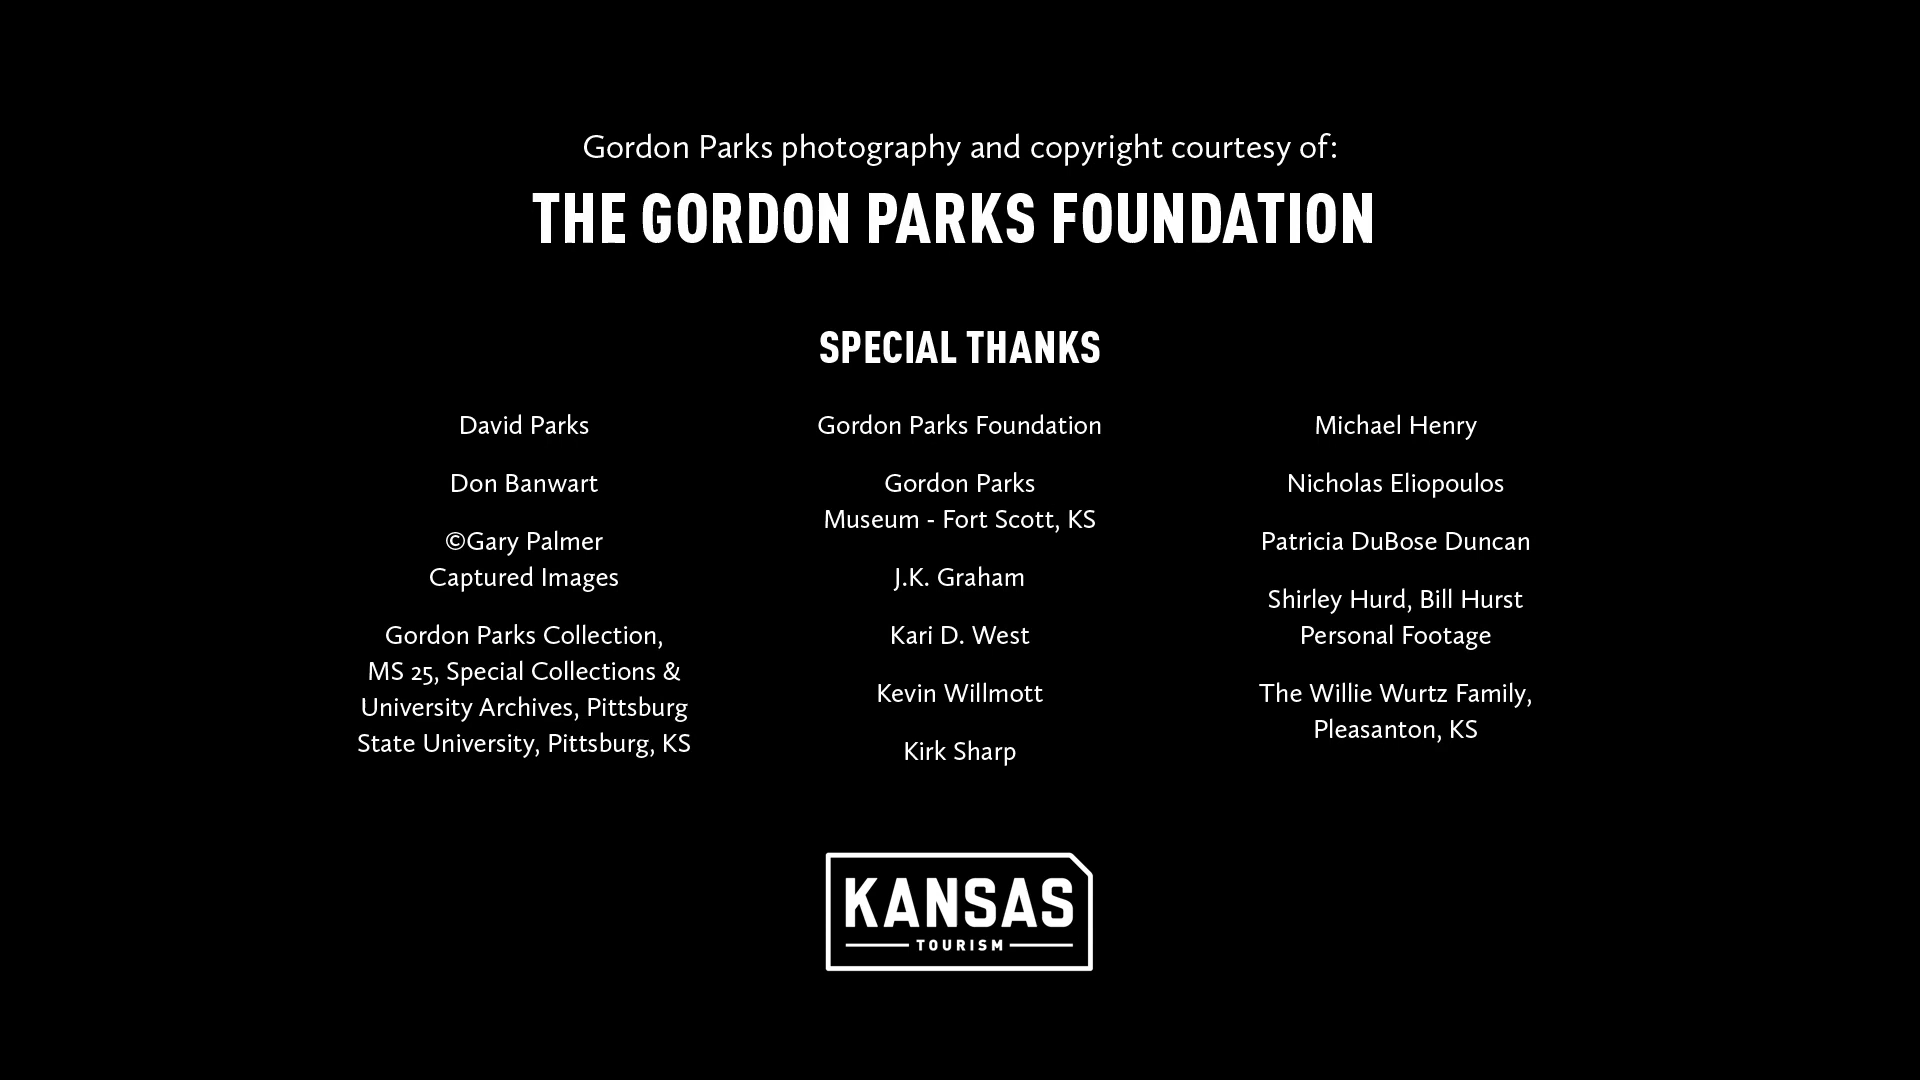 Gordon Parks photography and copyright courtesy of:
THE GORDON PARKS FOUNDATION
SPECIAL THANKS
David Parks
Don Banwart
©Gary Palmer
Captured Images
Gordon Parks Collection,
MS 25, Special Collections &
University Archives, Pittsburg
State University, Pittsburg, KS
Gordon Parks Foundation
Gordon Parks
Museum - Fort Scott, KS
J.K. Graham
Kari D. West
Kevin Willmott
Kirk Sharp
Michael Henry
Nicholas Eliopoulos
Patricia DuBose Duncan
Shirley Hurd, Bill Hurst
Personal Footage
The Willie Wurtz Family,
Pleasanton, KS
KANSAS
TOURISM